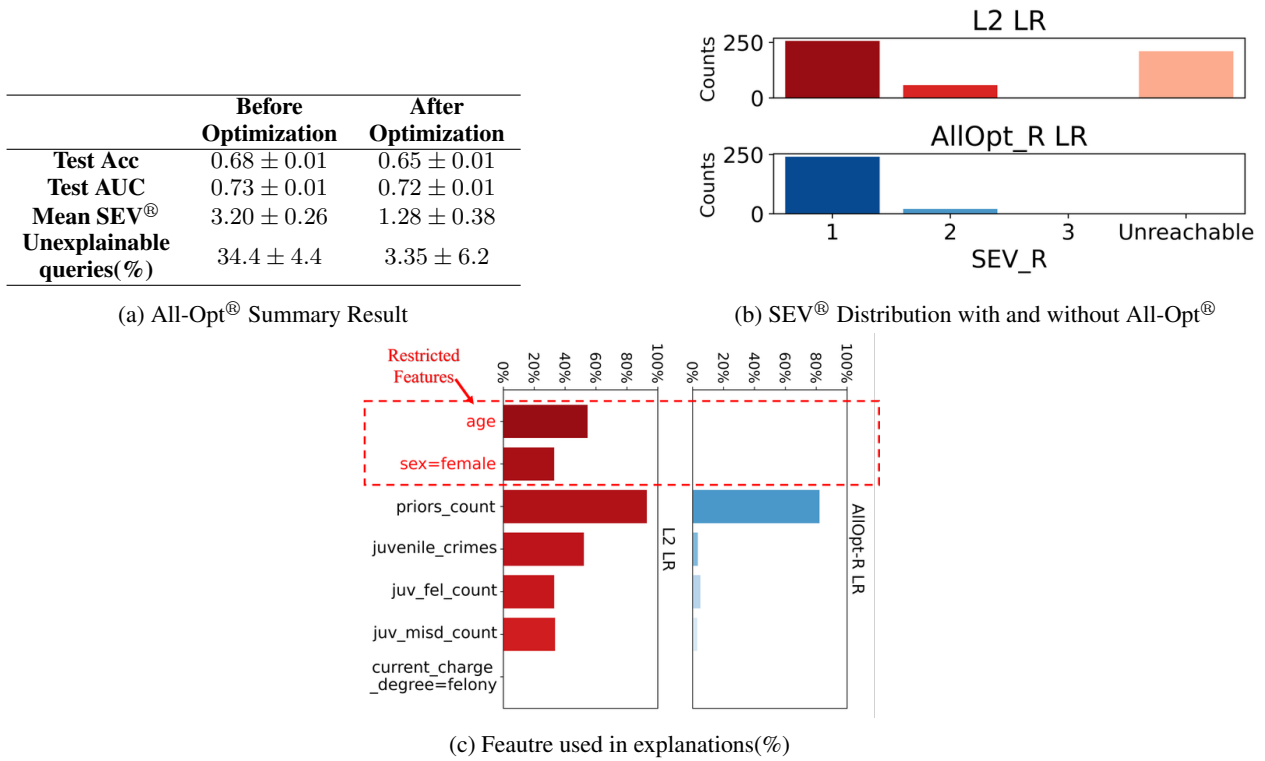 Before Optimization After Optimization
Test Acc 0.68 ± 0.01 0.65 ± 0.01
Test AUC 0.73 ± 0.01 0.72 ± 0.01
Mean SEV® 3.20 ± 0.26 1.28 ± 0.38
Unexplainable queries(%) 34.4 ± 4.4 3.35 ± 6.2
(a) All-Opt® Summary Result
L2 LR
250
0
Counts
AllOpt_R LR
250
0
Counts
1 2 3 Unreachable
SEV_R
(b) SEV® Distribution with and without All-Opt®
0% 20% 40% 60% 80% 100% 0% 20% 40% 60% 80% 100%
Restricted
Features
age
sex=female
priors_count
juvenile_crimes
juv_fel_count
juv_misd_count
current_charge
_degree=felony
L2 LR
AllOpt-R LR
(c) Feautre used in explanations(%)